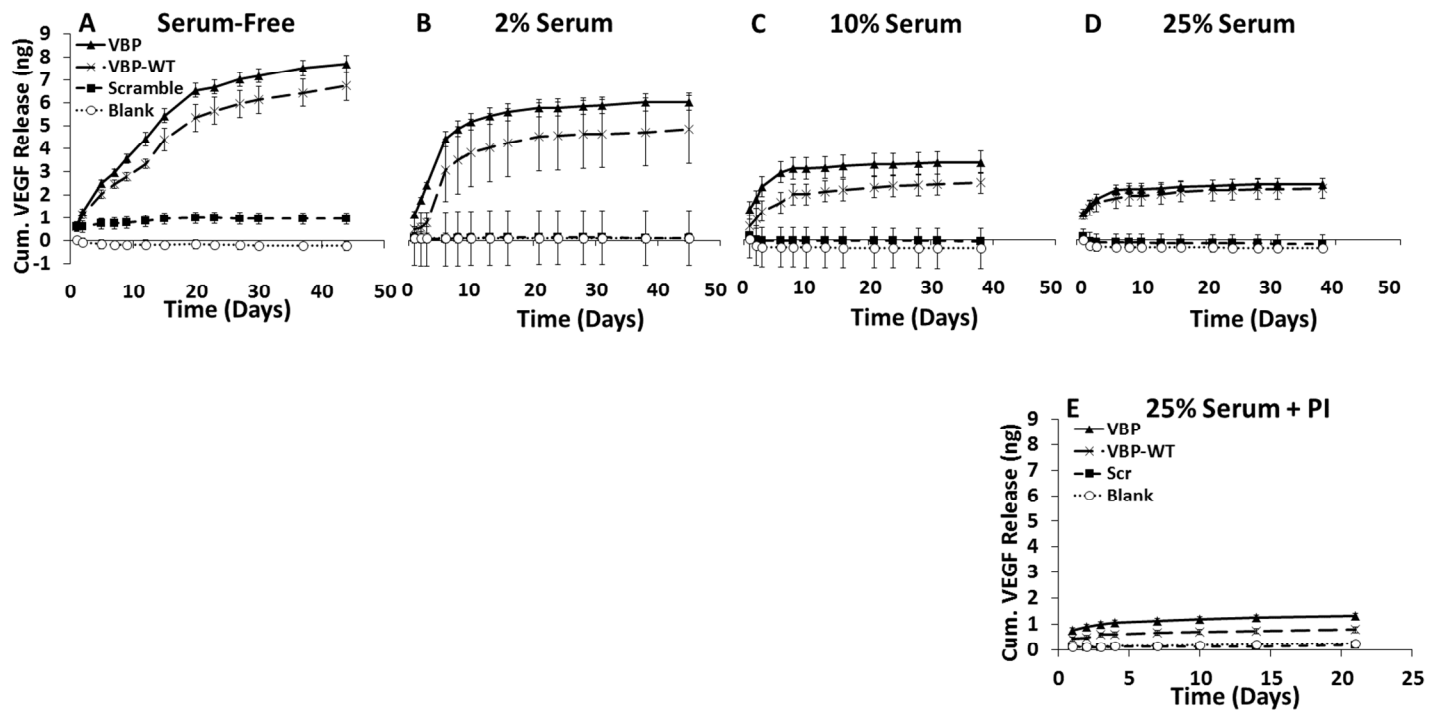 A Serum-Free
B 2% Serum
C 10% Serum
D 25% Serum
Cum. VEGF Release (ng)
9
8
7
6
5
4
3
2
1
0
-1
VBP
VBP-WT
Scramble
Blank
0 10 20 30 40 50
Time (Days)
0 10 20 30 40 50
Time (Days)
0 10 20 30 40 50
Time (Days)
0 10 20 30 40 50
Time (Days)
E 25% Serum + PI
Cum. VEGF Release (ng)
9
8
7
6
5
4
3
2
1
0
VBP
VBP-WT
Scr
Blank
0 5 10 15 20 25
Time (Days)